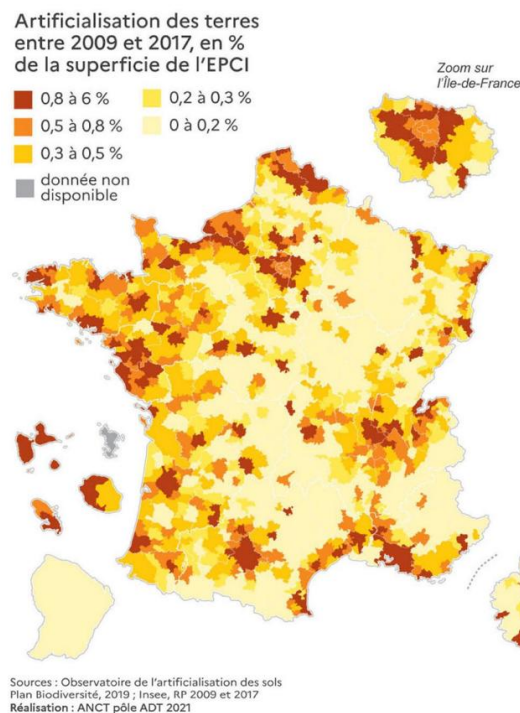 Artificialisation des terres
entre 2009 et 2017, en %
de la superficie de l'EPCI
0,8 à 6 %
0,2 à 0,3 %
0,5 à 0,8 %
0 à 0,2 %
0,3 à 0,5 %
donnée non
disponible
Zoom sur
l'Île-de-France
Sources : Observatoire de l'artificialisation des sols
Plan Biodiversité, 2019 ; Insee, RP 2009 et 2017
Réalisation : ANCT pôle ADT 2021